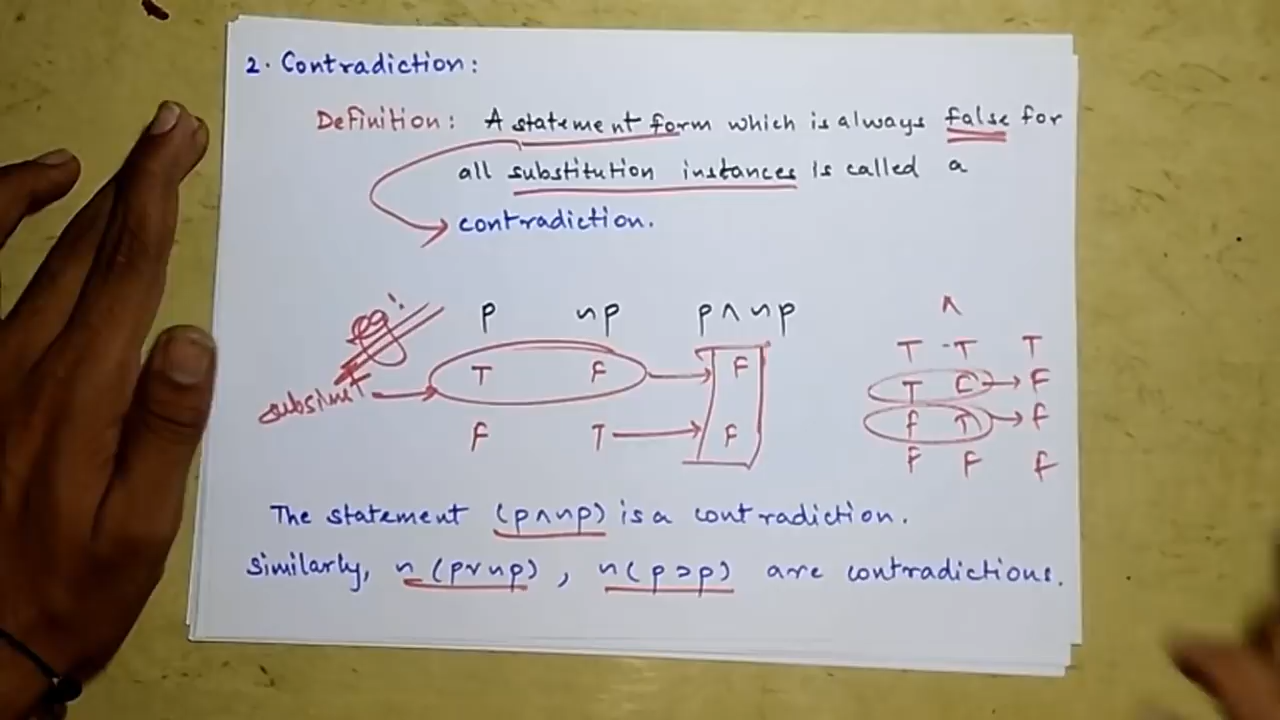 2. Contradiction:
Definition: A statement form which is always false for
all substitution instances is called a
contradiction.
eg:
p ~p p∧~p ∧
T F F T T T
T F → F
F T F F T → F
F F F
The statement (p∧~p) is a contradiction.
Similarly, ~(p∨~p), ~(p⊃p) are contradictions.